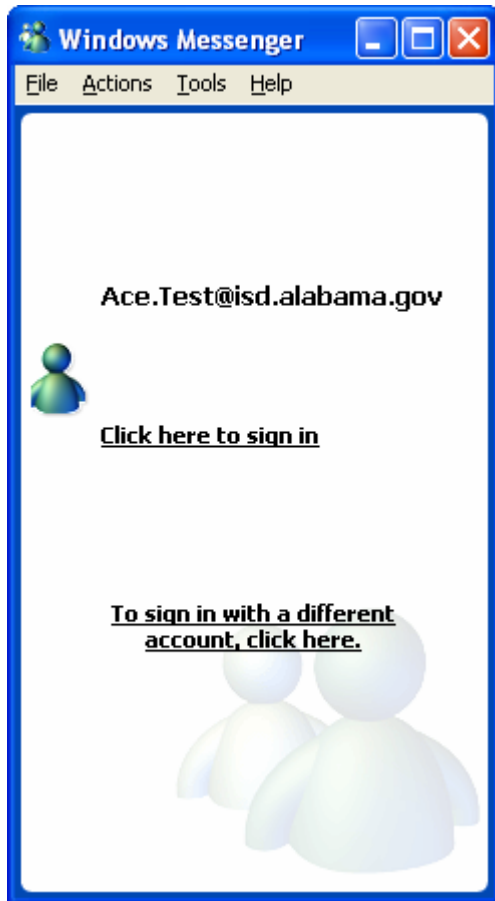 Windows Messenger
File Actions Tools Help
Ace.Test@isd.alabama.gov
Click here to sign in
To sign in with a different
account, click here.